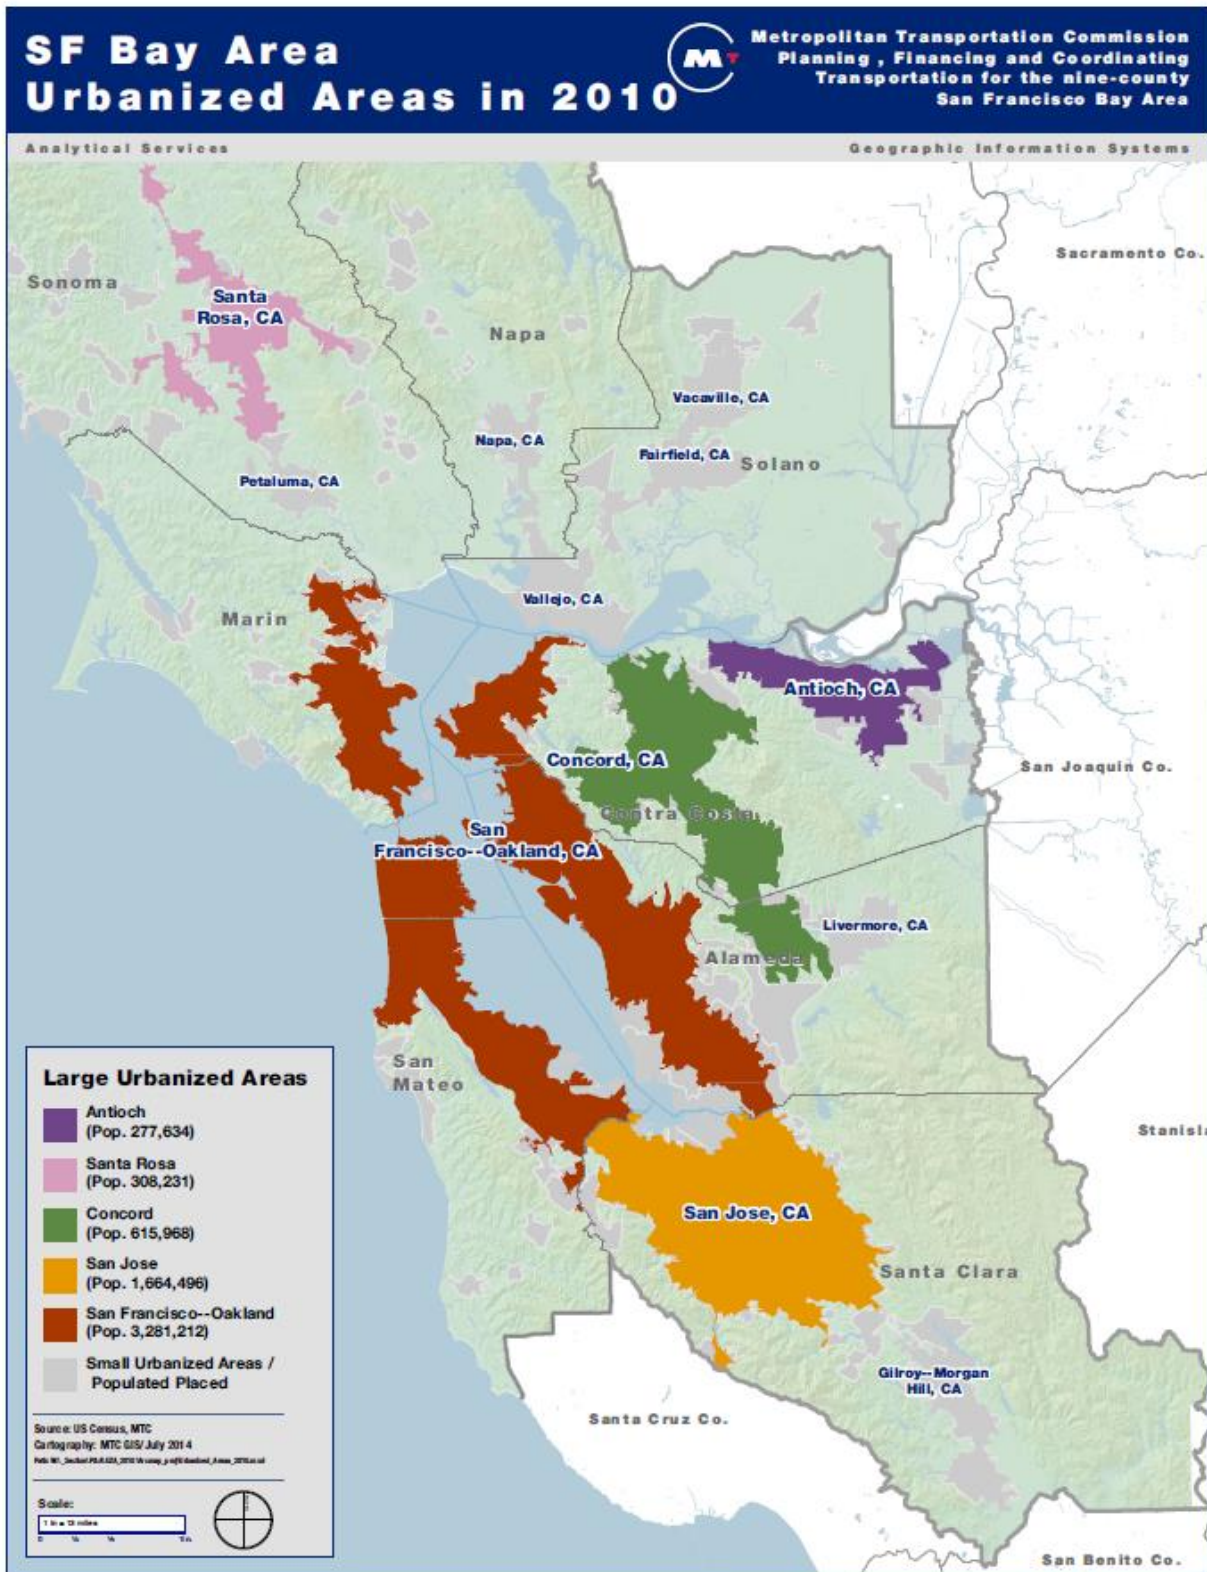 SF Bay Area
Urbanized Areas in 2010
MT
Metropolitan Transportation Commission
Planning , Financing and Coordinating
Transportation for the nine-county
San Francisco Bay Area
Analytical Services
Geographic Information Systems
Sacramento Co.
Sonoma
Santa
Rosa, CA
Napa
Vacaville, CA
Napa, CA
Fairfield, CA
Solano
Petaluma, CA
Vallejo, CA
Marin
Antioch, CA
Concord, CA
San Joaquin Co.
Contra Costa
San
Francisco--Oakland, CA
Livermore, CA
Alameda
San
Mateo
Large Urbanized Areas
Antioch
(Pop. 277,634)
Santa Rosa
(Pop. 308,231)
Concord
(Pop. 615,968)
San Jose
(Pop. 1,664,496)
San Francisco--Oakland
(Pop. 3,281,212)
Small Urbanized Areas /
Populated Placed
Stanisla
San Jose, CA
Santa Clara
Gilroy--Morgan
Hill, CA
Santa Cruz Co.
San Benito Co.
Source: US Census, MTC
Cartography: MTC GIS/ July 2014
Scale:
1 in = 13 miles
0